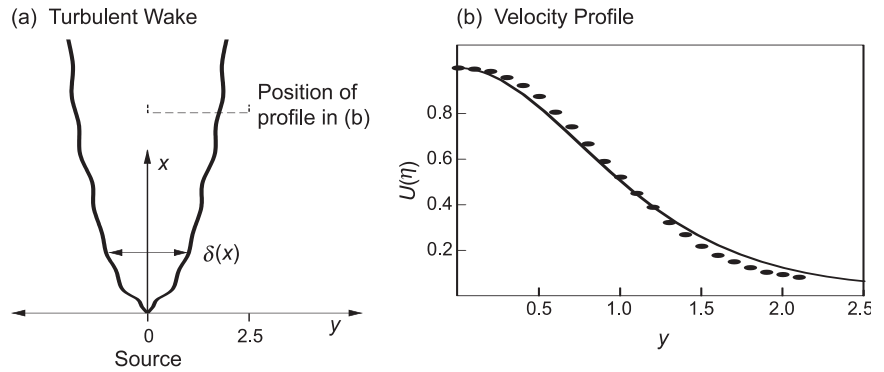 (a) Turbulent Wake
Position of
profile in (b)
x
δ(x)
y
0
2.5
Source
(b) Velocity Profile
U(η)
0.8
0.6
0.4
0.2
0.5
1.0
1.5
2.0
2.5
y